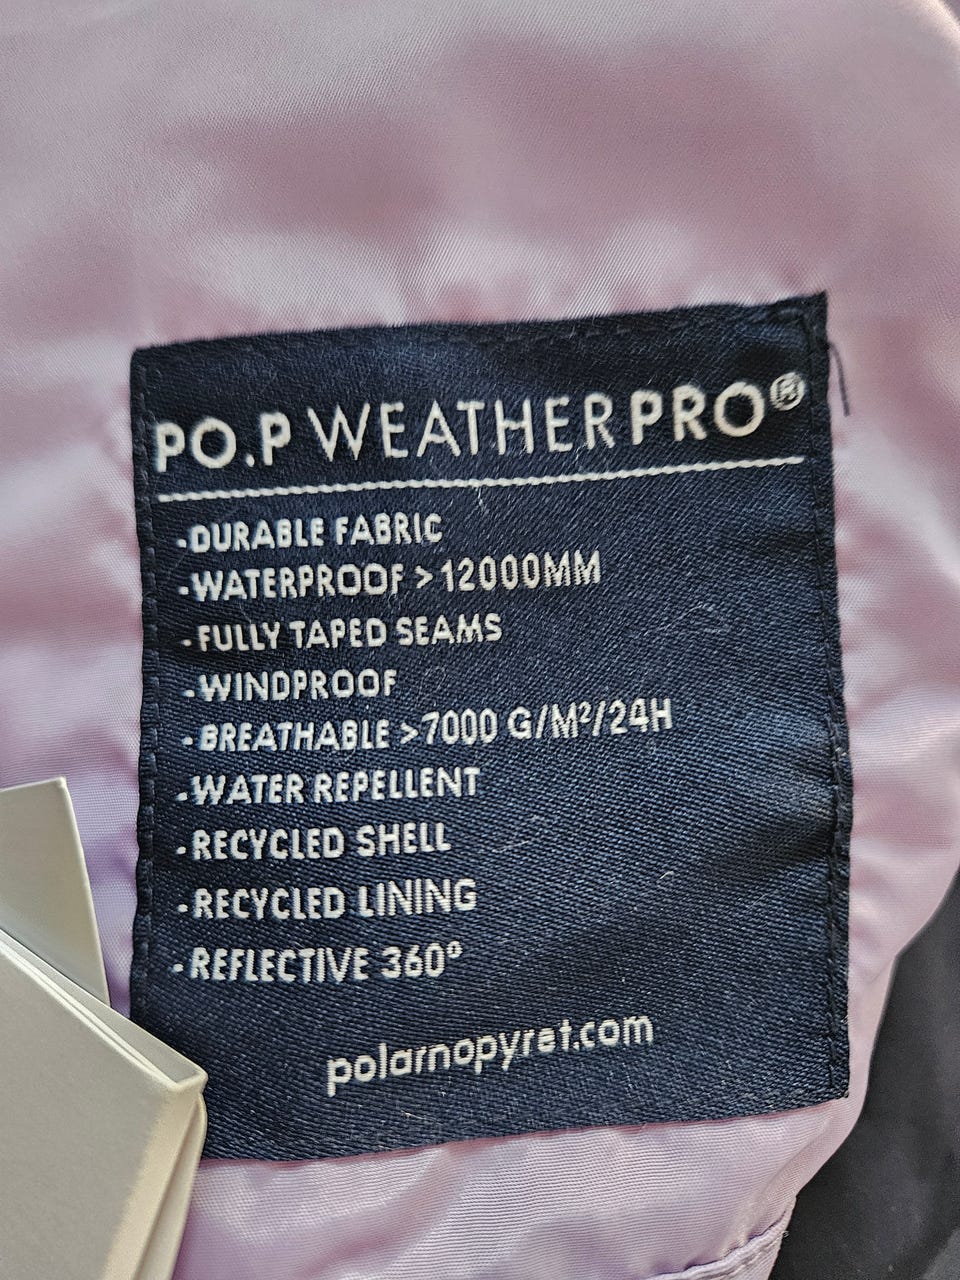 PO.P WEATHERPRO®
-DURABLE FABRIC
-WATERPROOF >12000MM
-FULLY TAPED SEAMS
-WINDPROOF
-BREATHABLE >7000 G/M²/24H
-WATER REPELLENT
-RECYCLED SHELL
-RECYCLED LINING
-REFLECTIVE 360°
polarnopyret.com